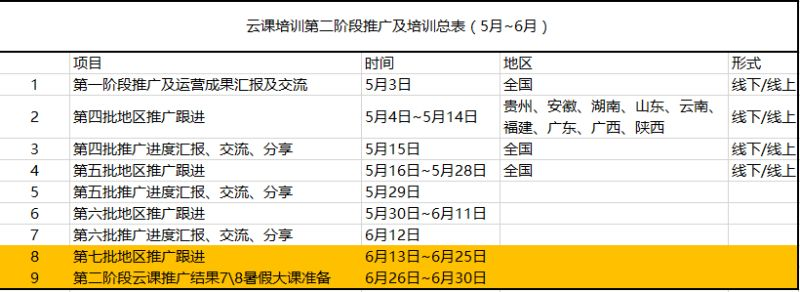 云课培训第二阶段推广及培训总表（5月~6月）
项目 时间 地区 形式
1 第一阶段推广及运营成果汇报及交流 5月3日 全国 线下/线上
2 第四批地区推广跟进 5月4日~5月14日 贵州、安徽、湖南、山东、云南、 线下/线上
福建、广东、广西、陕西
3 第四批推广进度汇报、交流、分享 5月15日 全国 线下/线上
4 第五批地区推广跟进 5月16日~5月28日 全国 线下/线上
5 第五批推广进度汇报、交流、分享 5月29日
6 第六批地区推广跟进 5月30日~6月11日
7 第六批推广进度汇报、交流、分享 6月12日
8 第七批地区推广跟进 6月13日~6月25日
9 第二阶段云课推广结果7\8暑假大课准备 6月26日~6月30日